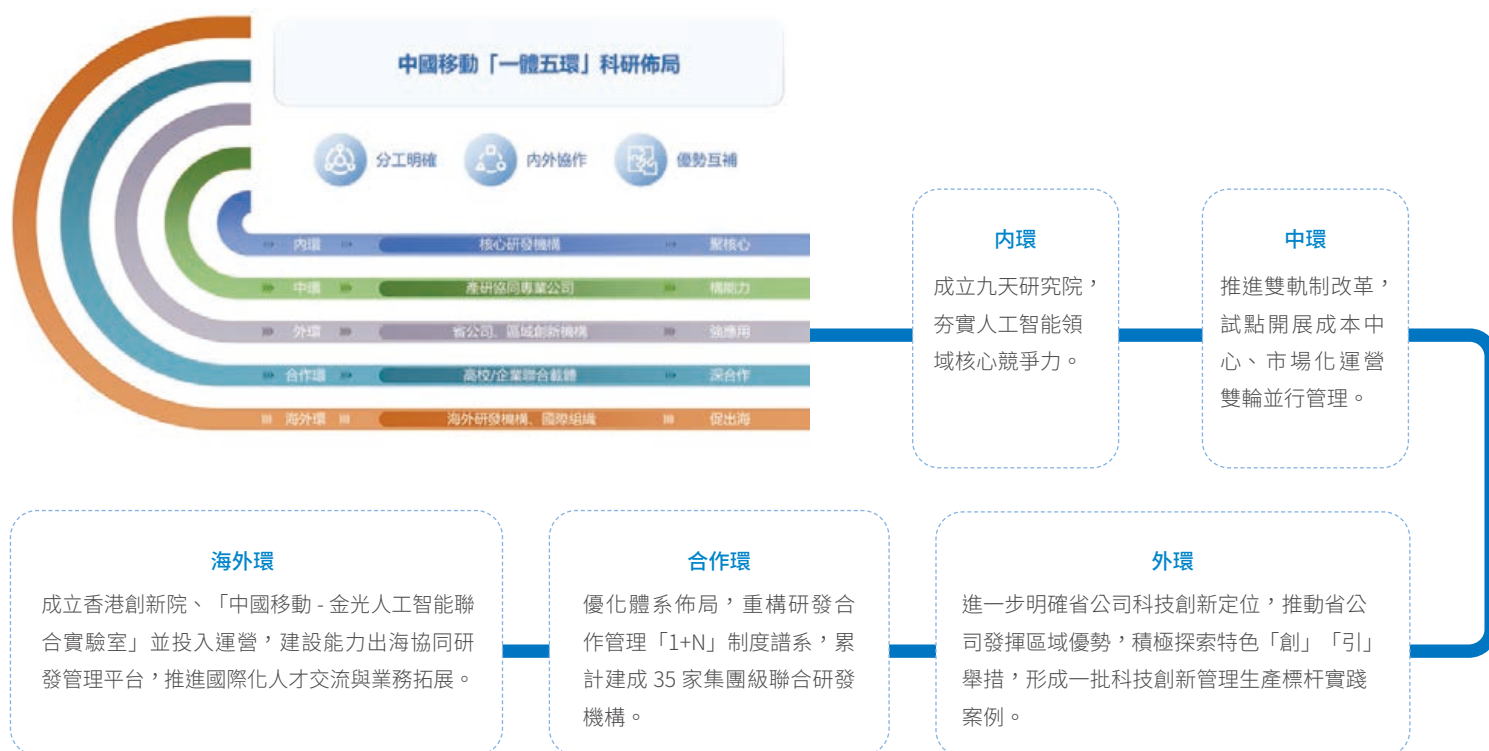 中國移動「一體五環」科研佈局
分工明確
內外協作
優勢互補
內環 核心研發機構 聚核心
中環 產研協同專業公司 構能力
外環 省公司、區域創新機構 強應用
合作環 高校/企業聯合載體 深合作
海外環 海外研發機構、國際組織 促出海
內環
成立九天研究院，
夯實人工智能領
域核心競爭力。
中環
推進雙軌制改革，
試點開展成本中
心、市場化運營
雙輪並行管理。
外環
進一步明確省公司科技創新定位，推動省公
司發揮區域優勢，積極探索特色「創」「引」
舉措，形成一批科技創新管理生產標杆實踐
案例。
合作環
優化體系佈局，重構研發合
作管理「1+N」制度譜系，累
計建成 35 家集團級聯合研發
機構。
海外環
成立香港創新院、「中國移動 - 金光人工智能聯
合實驗室」並投入運營，建設能力出海協同研
發管理平台，推進國際化人才交流與業務拓展。